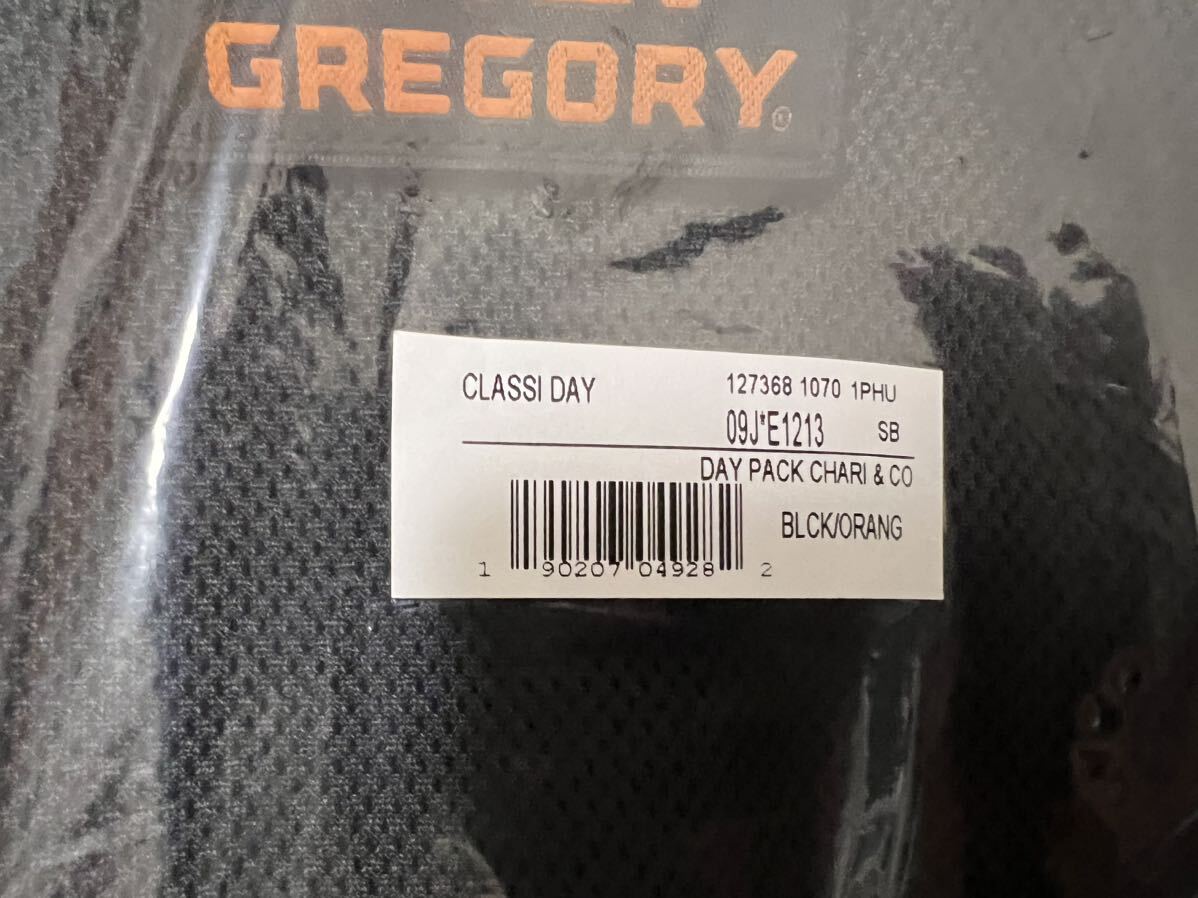 GREGORY®
CLASSI DAY 127368 1070 1PHU
09J*E1213 SB
DAY PACK CHARI & CO
BLCK/ORANG
1 90207 04928 2